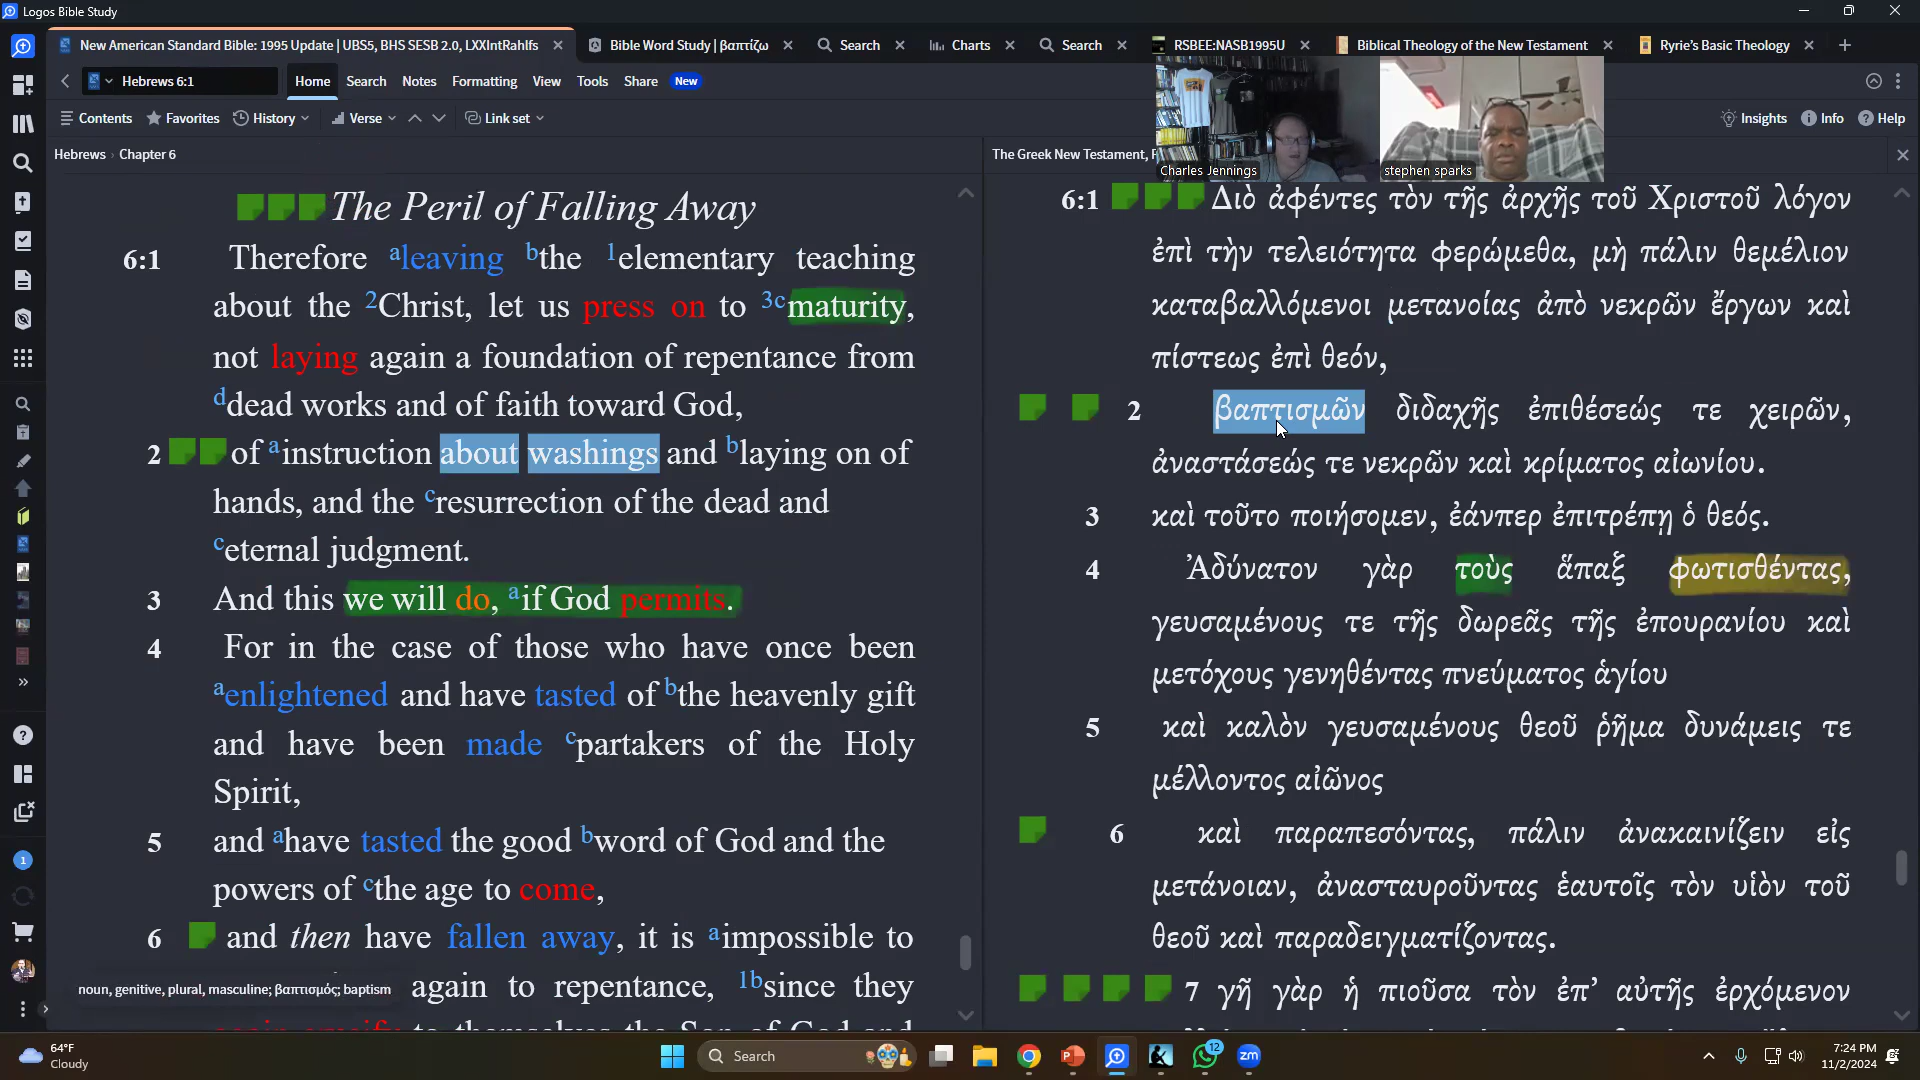 Logos Bible Study
New American Standard Bible: 1995 Update | UBS5, BHS SESB 2.0, LXXIntRahlfs
Bible Word Study | βαπτίζω
Search
Charts
Search
RSBEE:NASB1995U
Biblical Theology of the New Testament
Ryrie's Basic Theology
Hebrews 6:1
Home Search Notes Formatting View Tools Share New
Contents Favorites History Verse Link set
Insights Info Help
Charles Jennings
stephen sparks
Hebrews › Chapter 6
The Peril of Falling Away
6:1 Therefore aleaving bthe 1elementary teaching
about the 2Christ, let us press on to 3cmaturity,
not laying again a foundation of repentance from
ddead works and of faith toward God,
2 of ainstruction about washings and blaying on of
hands, and the cresurrection of the dead and
ceternal judgment.
3 And this we will do, aif God permits.
4 For in the case of those who have once been
aenlightened and have tasted of bthe heavenly gift
and have been made cpartakers of the Holy
Spirit,
5 and ahave tasted the good bword of God and the
powers of cthe age to come,
6 and then have fallen away, it is aimpossible to
again to repentance, 1bsince they
noun, genitive, plural, masculine; βαπτισμός; baptism
The Greek New Testament,
6:1 Διὸ ἀφέντες τὸν τῆς ἀρχῆς τοῦ Χριστοῦ λόγον
ἐπὶ τὴν τελειότητα φερώμεθα, μὴ πάλιν θεμέλιον
καταβαλλόμενοι μετανοίας ἀπὸ νεκρῶν ἔργων καὶ
πίστεως ἐπὶ θεόν,
2 βαπτισμῶν διδαχῆς ἐπιθέσεώς τε χειρῶν,
ἀναστάσεώς τε νεκρῶν καὶ κρίματος αἰωνίου.
3 καὶ τοῦτο ποιήσομεν, ἐάνπερ ἐπιτρέπῃ ὁ θεός.
4 Ἀδύνατον γὰρ τοὺς ἅπαξ φωτισθέντας,
γευσαμένους τε τῆς δωρεᾶς τῆς ἐπουρανίου καὶ
μετόχους γενηθέντας πνεύματος ἁγίου
5 καὶ καλὸν γευσαμένους θεοῦ ῥῆμα δυνάμεις τε
μέλλοντος αἰῶνος
6 καὶ παραπεσόντας, πάλιν ἀνακαινίζειν εἰς
μετάνοιαν, ἀνασταυροῦντας ἑαυτοῖς τὸν υἱὸν τοῦ
θεοῦ καὶ παραδειγματίζοντας.
7 γῆ γὰρ ἡ πιοῦσα τὸν ἐπ’ αὐτῆς ἐρχόμενον
1
64°F
Cloudy
Search
12
zm
7:24 PM
11/2/2024